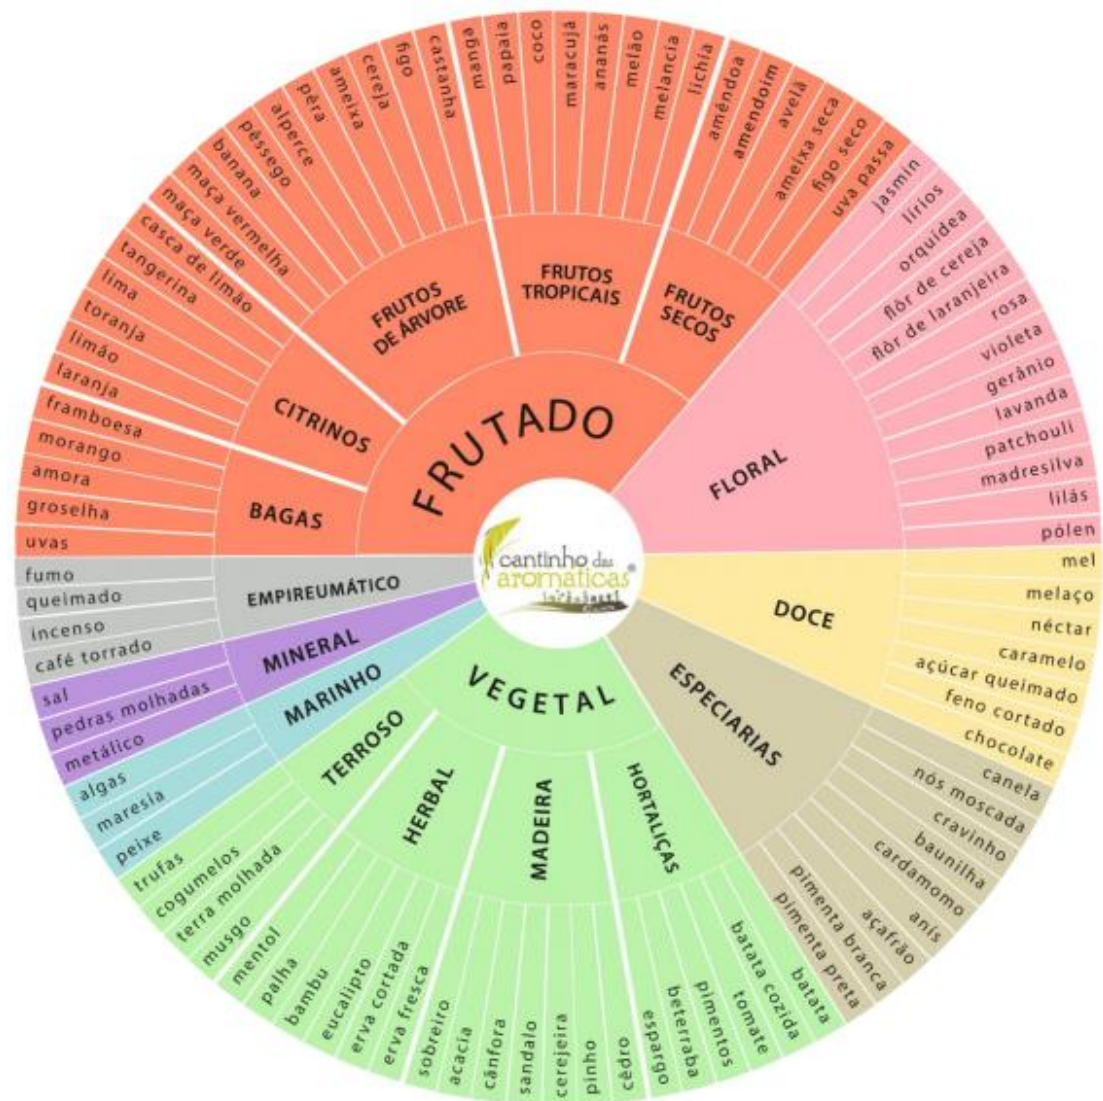 FRUTADO
BAGAS
uvas
groselha
amora
morango
framboesa
CITRINOS
laranja
limão
toranja
lima
tangerina
casca de limão
FRUTOS
DE ÁRVORE
maça verde
maça vermelha
banana
pêssego
alperce
pêra
ameixa
cereja
figo
castanha
FRUTOS
TROPICAIS
manga
papaia
coco
maracujá
ananás
melão
melancia
lichia
FRUTOS
SECOS
amêndoa
amendoim
avelã
ameixa seca
figo seco
uva passa
FLORAL
jasmin
lírios
orquídea
flôr de cereja
flôr de laranjeira
rosa
violeta
gerânio
lavanda
patchouli
madresilva
lilás
pólen
DOCE
mel
melaço
néctar
caramelo
açúcar queimado
feno cortado
chocolate
ESPECIARIAS
canela
nós moscada
cravinho
baunilha
cardamomo
anis
açafrão
pimenta branca
pimenta preta
VEGETAL
HORTALIÇAS
batata
batata cozida
tomate
pimentos
beterraba
espargo
MADEIRA
cèdro
pinho
cerejeira
sandalo
cânfora
acacia
sobreiro
HERBAL
erva fresca
erva cortada
eucalipto
bambu
palha
mentol
TERROSO
musgo
terra molhada
cogumelos
trufas
MARINHO
peixe
maresia
algas
MINERAL
metálico
pedras molhadas
sal
EMPIREUMÁTICO
café torrado
incenso
queimado
fumo
cantinho das
aromáticas®